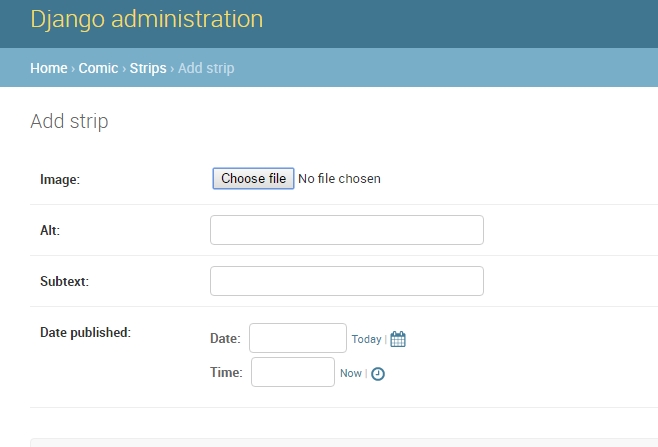 Django administration
Home › Comic › Strips › Add strip
Add strip
Image: Choose file No file chosen
Alt:
Subtext:
Date published: Date: Today |
Time: Now |